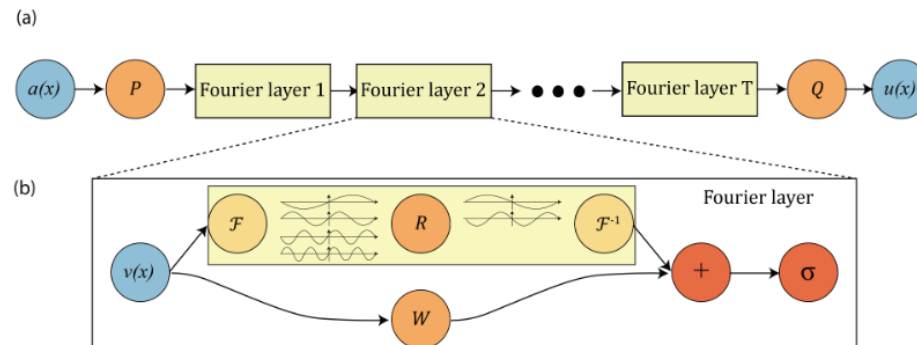 (a)
a(x) P Fourier layer 1 Fourier layer 2 ●●● Fourier layer T Q u(x)
(b)
Fourier layer
ℱ R ℱ⁻¹
v(x) + σ
W